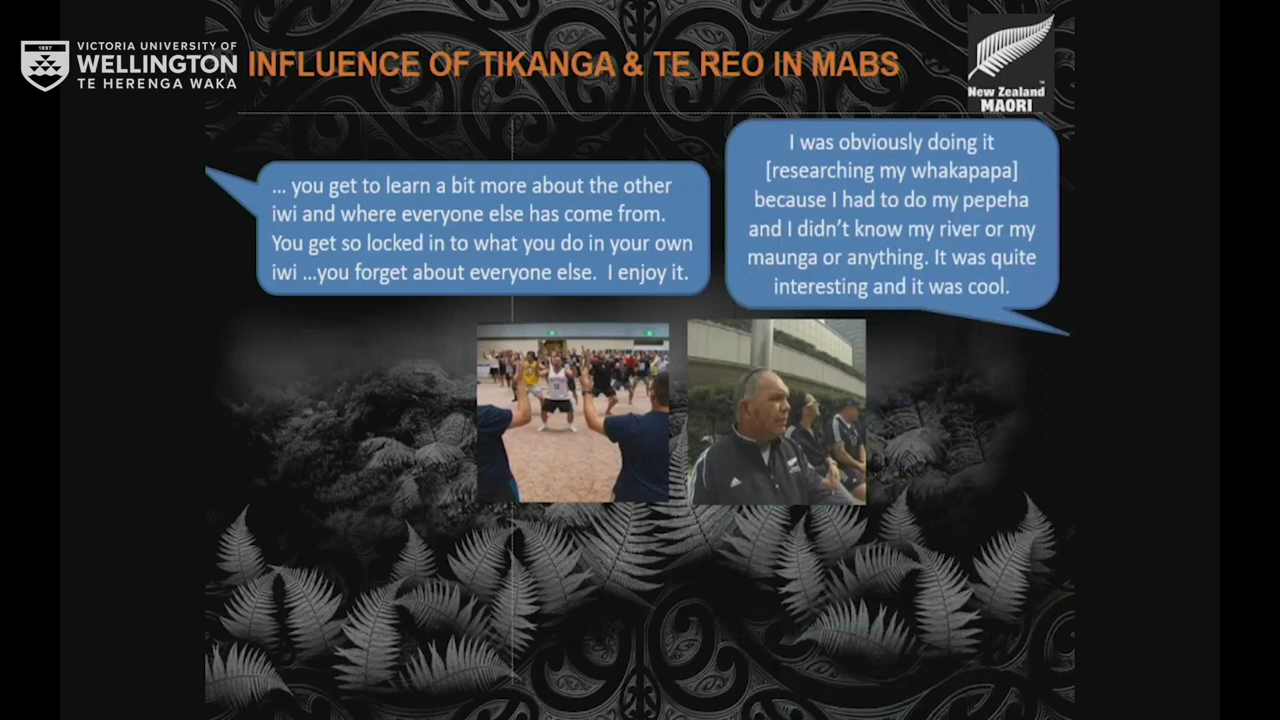 1897
VICTORIA UNIVERSITY OF
WELLINGTON
TE HERENGA WAKA
INFLUENCE OF TIKANGA & TE REO IN MABS
New Zealand
MAORI
™
... you get to learn a bit more about the other
iwi and where everyone else has come from.
You get so locked in to what you do in your own
iwi ...you forget about everyone else.  I enjoy it.
I was obviously doing it
[researching my whakapapa]
because I had to do my pepeha
and I didn't know my river or my
maunga or anything. It was quite
interesting and it was cool.